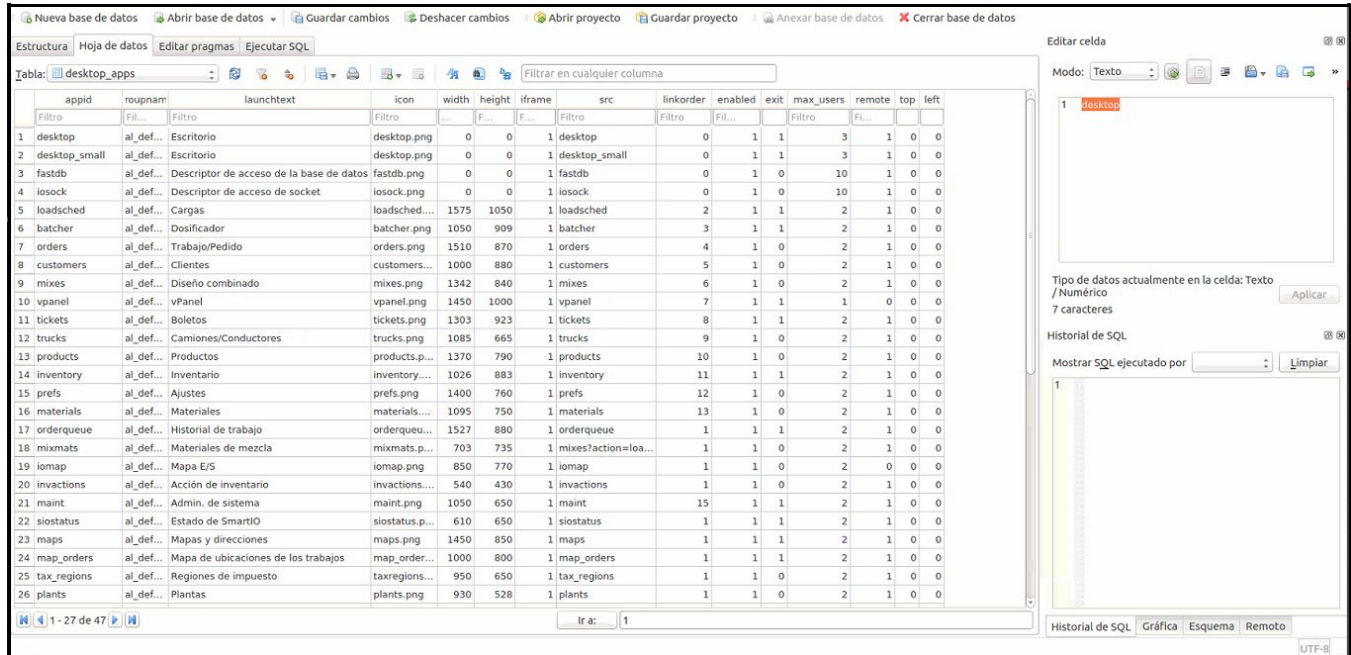 Nueva base de datos Abrir base de datos Guardar cambios Deshacer cambios Abrir proyecto Guardar proyecto Anexar base de datos Cerrar base de datos
Estructura Hoja de datos Editar pragmas Ejecutar SQL
Tabla: desktop_apps Filtrar en cualquier columna
appid roupnam launchtext icon width height iframe src linkorder enabled exit max_users remote top left
Filtro Fil... Filtro Filtro ... F... F... Filtro Filtro Fil... Filtro Fi...
1 desktop al_def... Escritorio desktop.png 0 0 1 desktop 0 1 1 3 1 0 0
2 desktop_small al_def... Escritorio desktop.png 0 0 1 desktop_small 0 1 1 3 1 0 0
3 fastdb al_def... Descriptor de acceso de la base de datos fastdb.png 0 0 1 fastdb 0 1 0 10 1 0 0
4 iosock al_def... Descriptor de acceso de socket iosock.png 0 0 1 iosock 0 1 0 10 1 0 0
5 loadsched al_def... Cargas loadsched.... 1575 1050 1 loadsched 2 1 1 2 1 0 0
6 batcher al_def... Dosificador batcher.png 1050 909 1 batcher 3 1 1 2 1 0 0
7 orders al_def... Trabajo/Pedido orders.png 1510 870 1 orders 4 1 0 2 1 0 0
8 customers al_def... Clientes customers... 1000 880 1 customers 5 1 0 2 1 0 0
9 mixes al_def... Diseño combinado mixes.png 1342 840 1 mixes 6 1 0 2 1 0 0
10 vpanel al_def... vPanel vpanel.png 1450 1000 1 vpanel 7 1 1 1 0 0 0
11 tickets al_def... Boletos tickets.png 1303 923 1 tickets 8 1 1 2 1 0 0
12 trucks al_def... Camiones/Conductores trucks.png 1085 665 1 trucks 9 1 0 2 1 0 0
13 products al_def... Productos products.p... 1370 790 1 products 10 1 0 2 1 0 0
14 inventory al_def... Inventario inventory.... 1026 883 1 inventory 11 1 1 2 1 0 0
15 prefs al_def... Ajustes prefs.png 1400 760 1 prefs 12 1 0 2 1 0 0
16 materials al_def... Materiales materials.... 1095 750 1 materials 13 1 0 2 1 0 0
17 orderqueue al_def... Historial de trabajo orderqueu... 1527 880 1 orderqueue 1 1 1 2 1 0 0
18 mixmats al_def... Materiales de mezcla mixmats.p... 703 735 1 mixes?action=loa... 1 1 0 2 1 0 0
19 iomap al_def... Mapa E/S iomap.png 850 770 1 iomap 1 1 0 2 0 0 0
20 invactions al_def... Acción de inventario invactions.... 540 430 1 invactions 1 1 0 2 1 0 0
21 maint al_def... Admin. de sistema maint.png 1050 650 1 maint 15 1 1 2 1 0 0
22 siostatus al_def... Estado de SmartIO siostatus.p... 610 650 1 siostatus 1 1 1 2 1 0 0
23 maps al_def... Mapas y direcciones maps.png 1450 850 1 maps 1 1 1 2 1 0 0
24 map_orders al_def... Mapa de ubicaciones de los trabajos map_order... 1000 800 1 map_orders 1 1 1 2 1 0 0
25 tax_regions al_def... Regiones de impuesto taxregions... 950 650 1 tax_regions 1 1 0 2 1 0 0
26 plants al_def... Plantas plants.png 930 528 1 plants 1 1 0 2 1 0 0
1 - 27 de 47 Ir a: 1
Editar celda
Modo: Texto »
1 desktop
Tipo de datos actualmente en la celda: Texto
/ Numérico
Aplicar
7 caracteres
Historial de SQL
Mostrar SQL ejecutado por Limpiar
1
Historial de SQL Gráfica Esquema Remoto
UTF-8